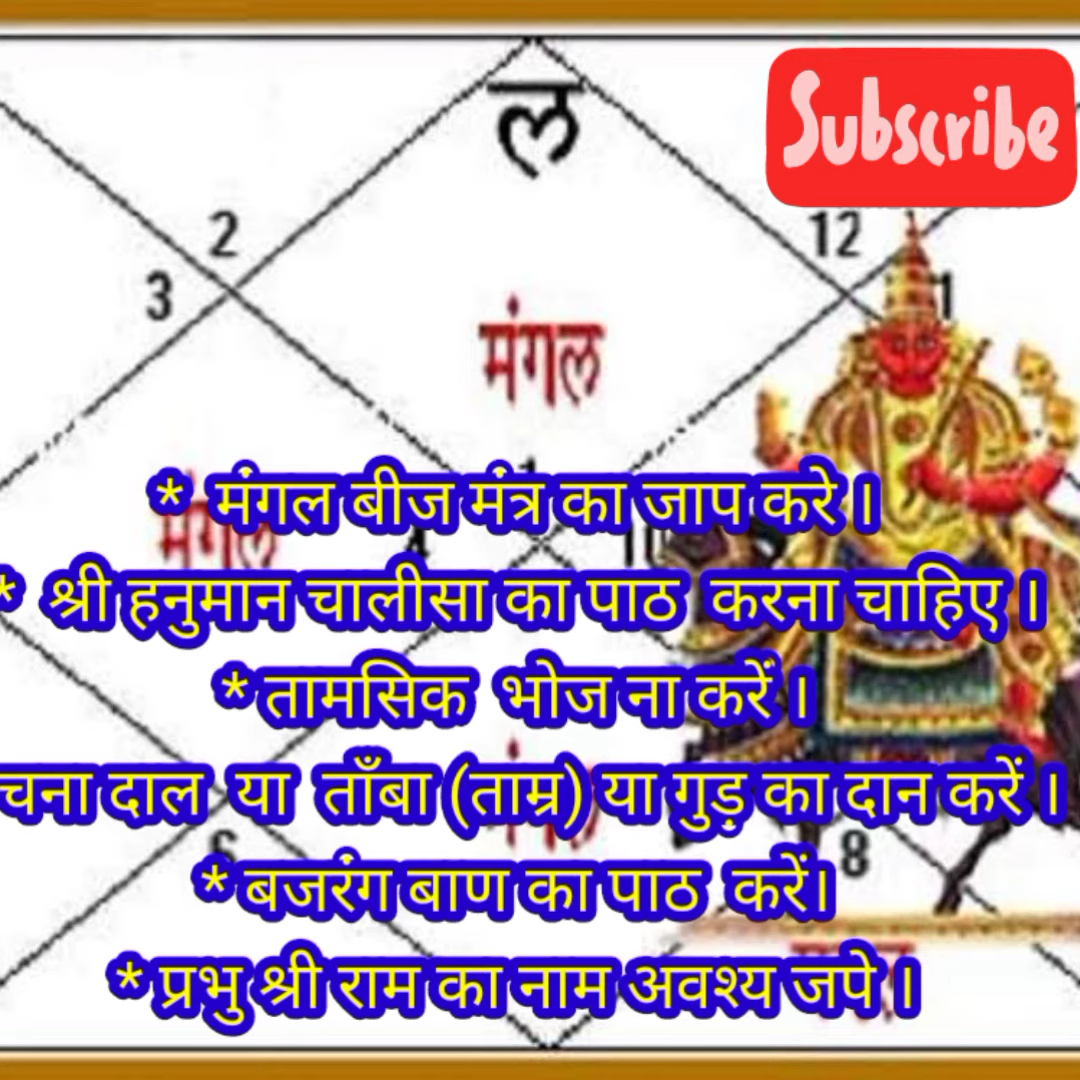 ल
Subscribe
2
12
3
1
मंगल
* मंगल बीज मंत्र का जाप करे ।
मंगल
* श्री हनुमान चालीसा का पाठ करना चाहिए ।
* तामसिक भोज ना करें ।
चना दाल या ताँबा (ताम्र) या गुड़ का दान करें ।
8
* बजरंग बाण का पाठ करें।
* प्रभु श्री राम का नाम अवश्य जपे ।